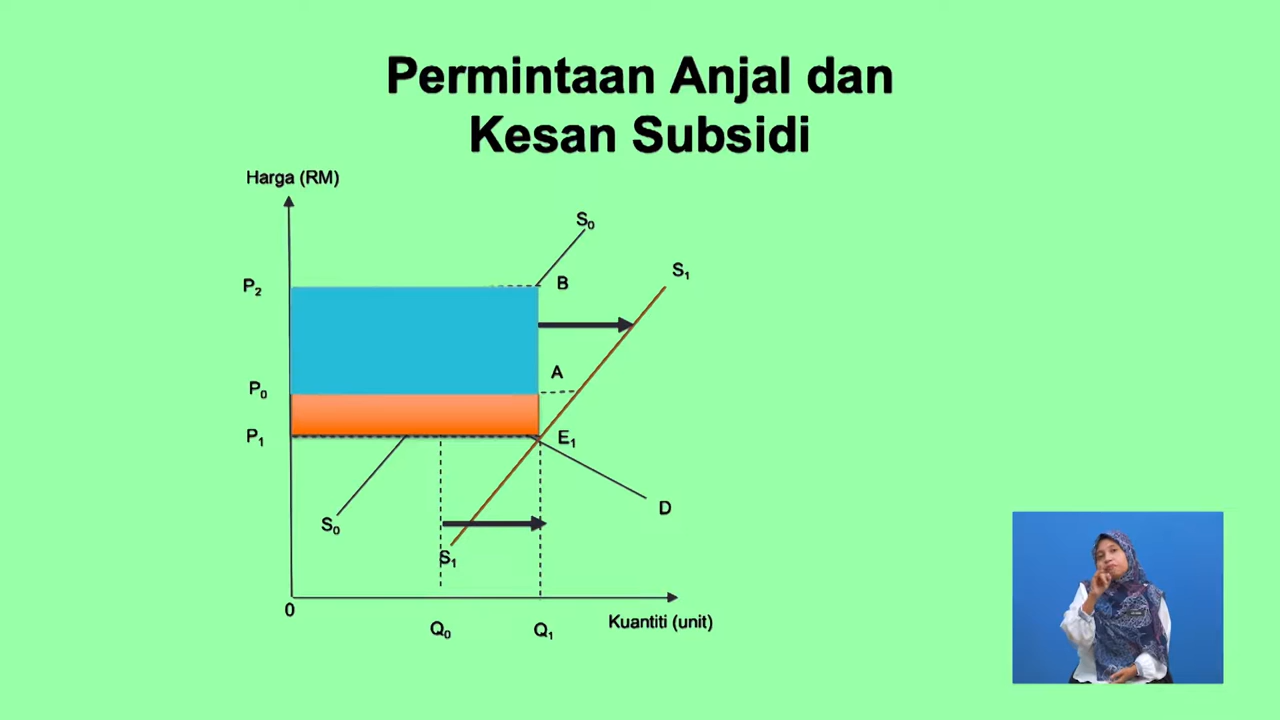 Permintaan Anjal dan
Kesan Subsidi
Harga (RM)
S₀
S₁
P₂
B
A
P₀
P₁
E₁
D
S₀
S₁
0
Kuantiti (unit)
Q₀
Q₁